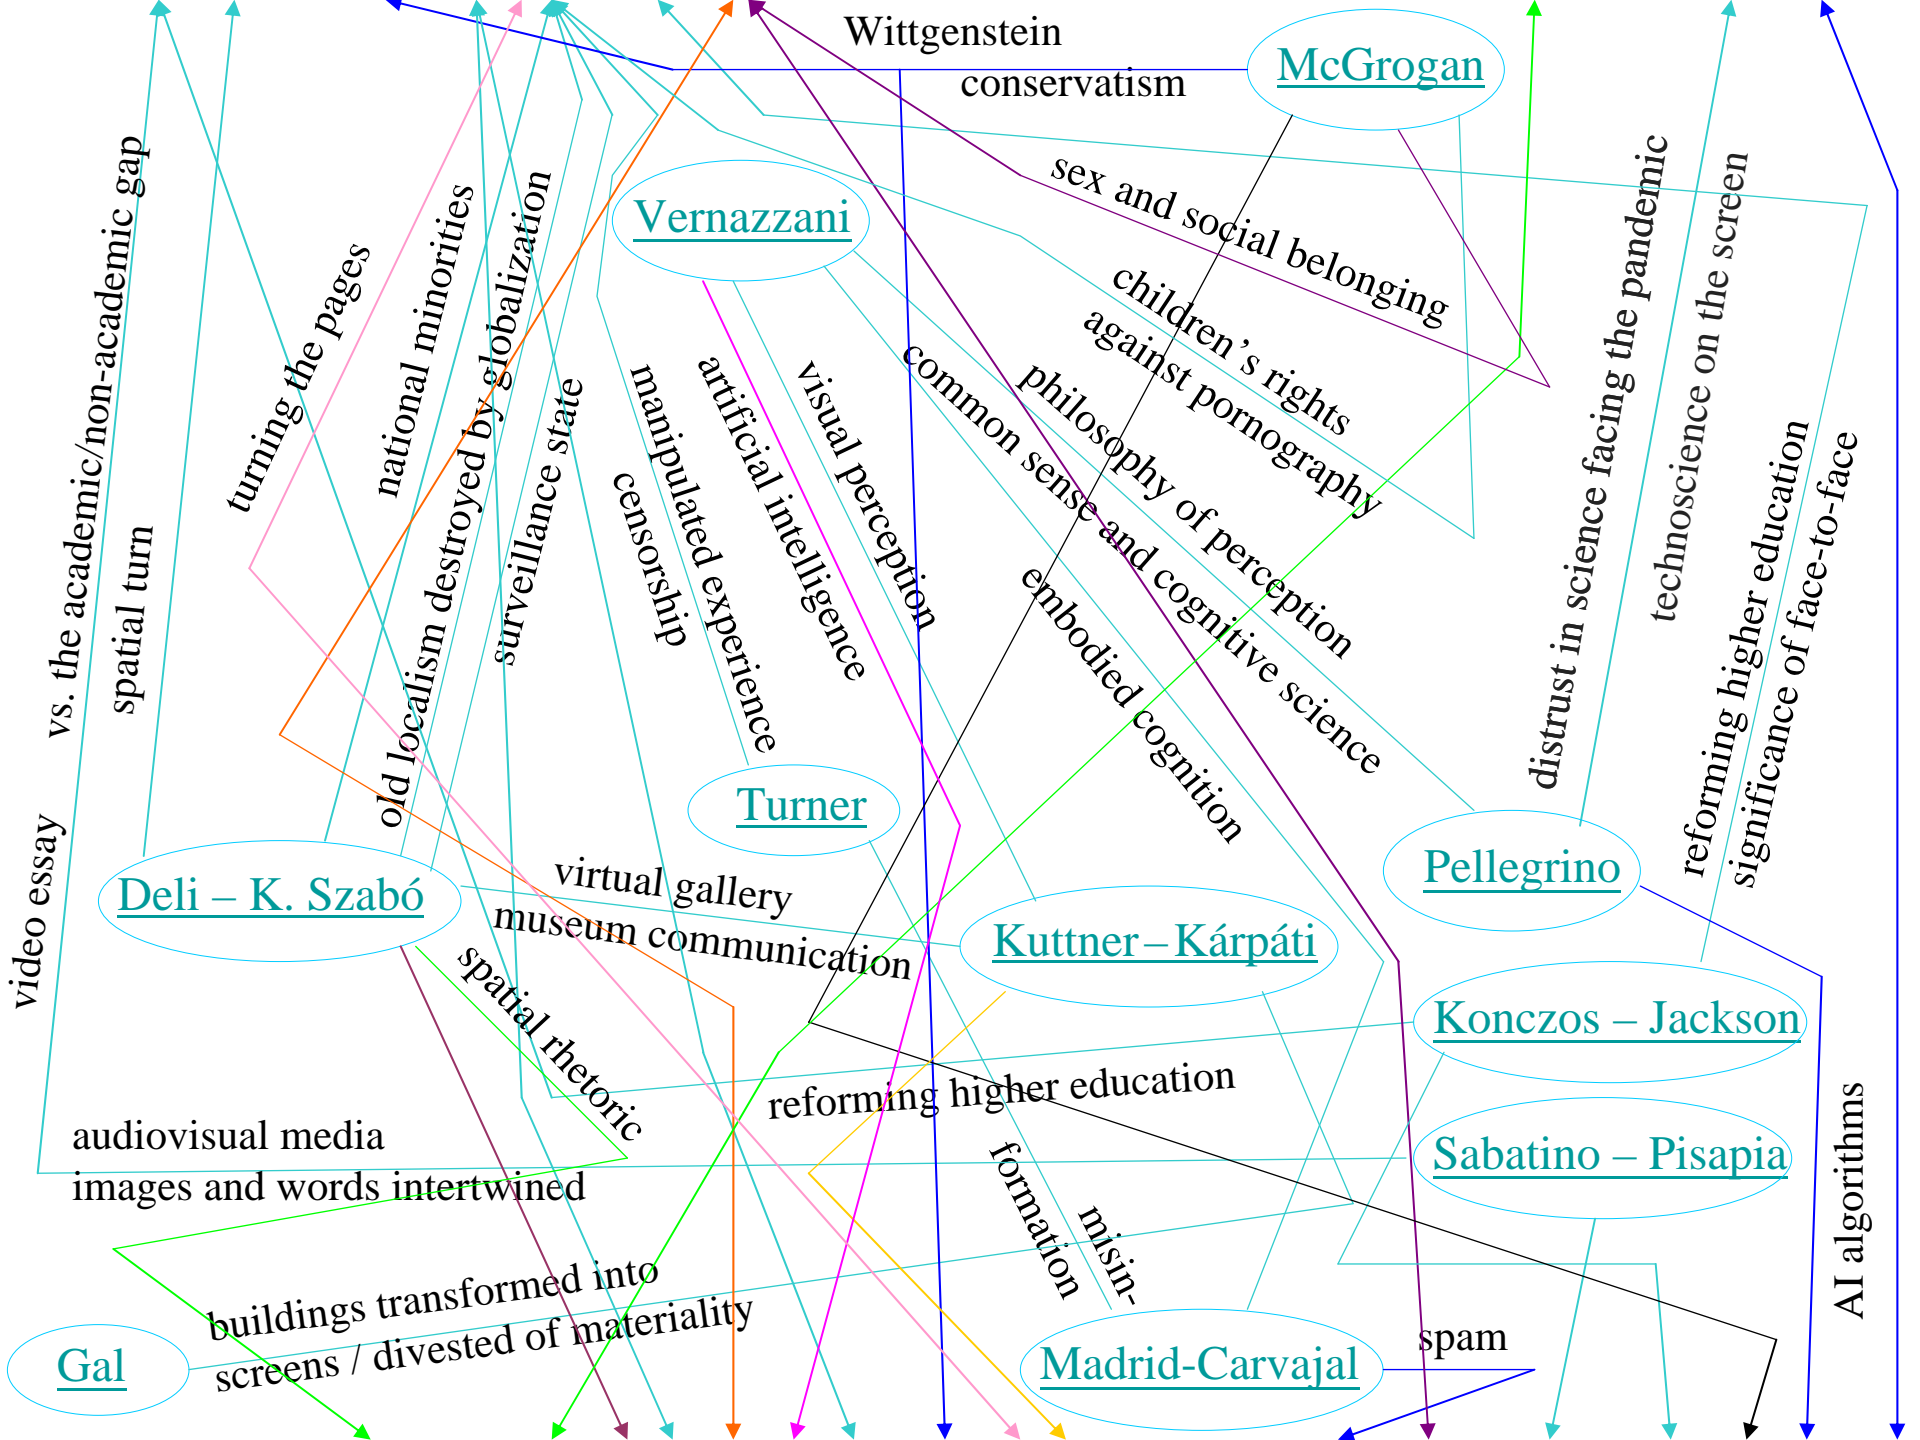 Wittgenstein
conservatism
McGrogan
Vernazzani
sex and social belonging
children’s rights
against pornography
vs. the academic/non-academic gap
video essay
spatial turn
turning the pages
national minorities
old localism destroyed by globalization
surveillance state
manipulated experience
censorship
artificial intelligence
visual perception
common sense and cognitive science
philosophy of perception
embodied cognition
distrust in science facing the pandemic
technoscience on the screen
reforming higher education
significance of face-to-face
Turner
Pellegrino
Deli – K. Szabó
virtual gallery
museum communication
Kuttner – Kárpáti
spatial rhetoric
Konczos – Jackson
reforming higher education
Sabatino – Pisapia
audiovisual media
images and words intertwined
misin-
formation
AI algorithms
buildings transformed into
screens / divested of materiality
Gal
Madrid-Carvajal
spam